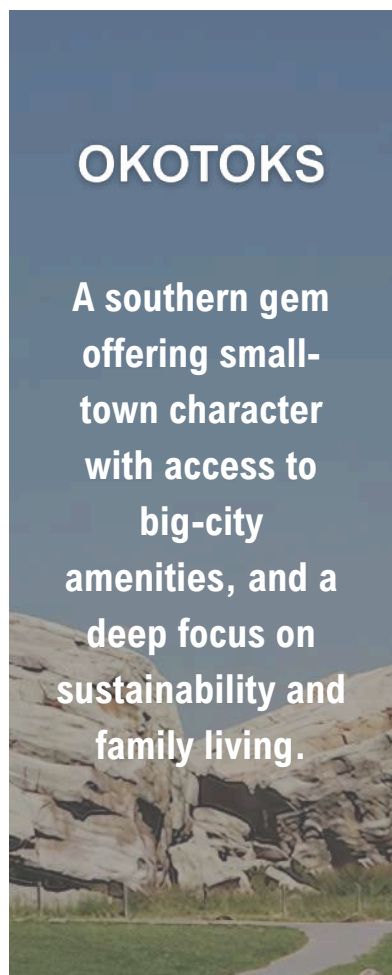 OKOTOKS
A southern gem
offering small-
town character
with access to
big-city
amenities, and a
deep focus on
sustainability and
family living.